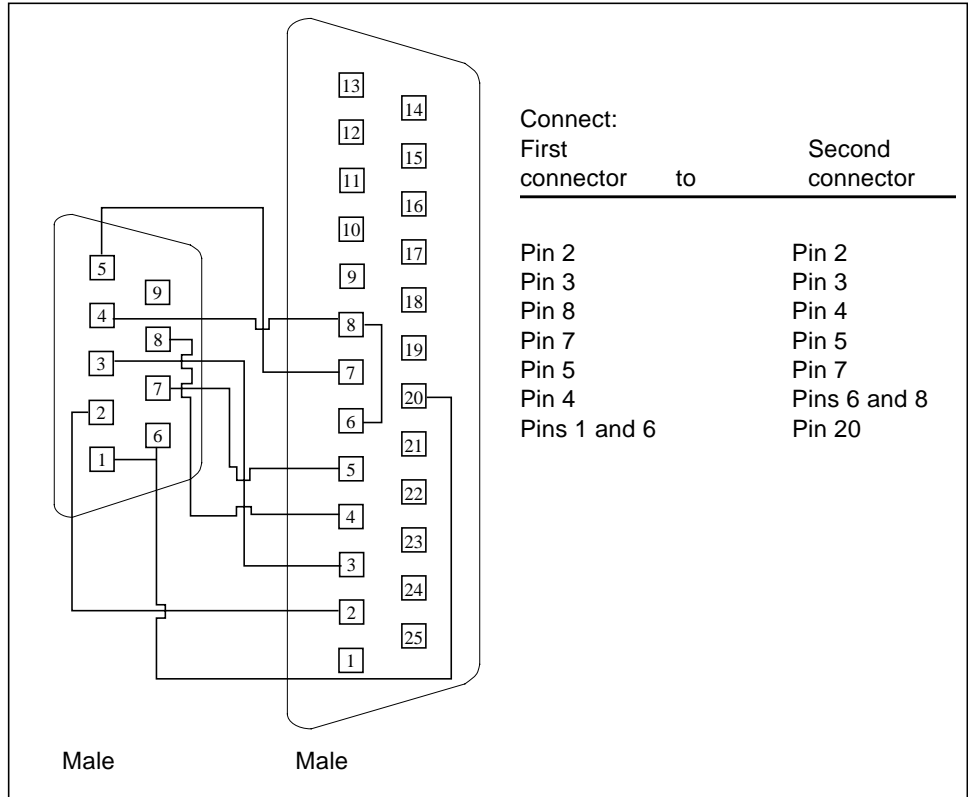 13
14
12
15
11
16
10
17
9
18
8
19
7
20
6
21
5
22
4
23
3
24
2
25
1
5
9
4
8
3
7
2
6
1
Male
Male
Connect:
First Second
connector to connector
Pin 2 Pin 2
Pin 3 Pin 3
Pin 8 Pin 4
Pin 7 Pin 5
Pin 5 Pin 7
Pin 4 Pins 6 and 8
Pins 1 and 6 Pin 20